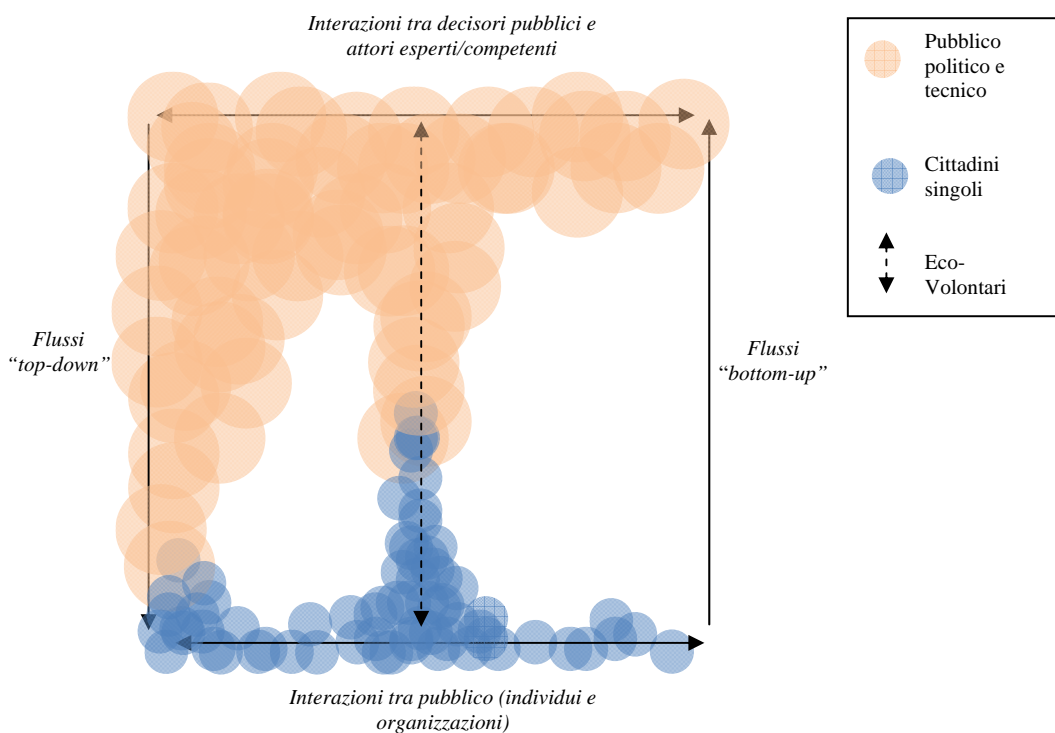 Interazioni tra decisori pubblici e
attori esperti/competenti
Pubblico
politico e
tecnico
Cittadini
singoli
Eco-
Volontari
Flussi
“top-down”
Flussi
“bottom-up”
Interazioni tra pubblico (individui e
organizzazioni)